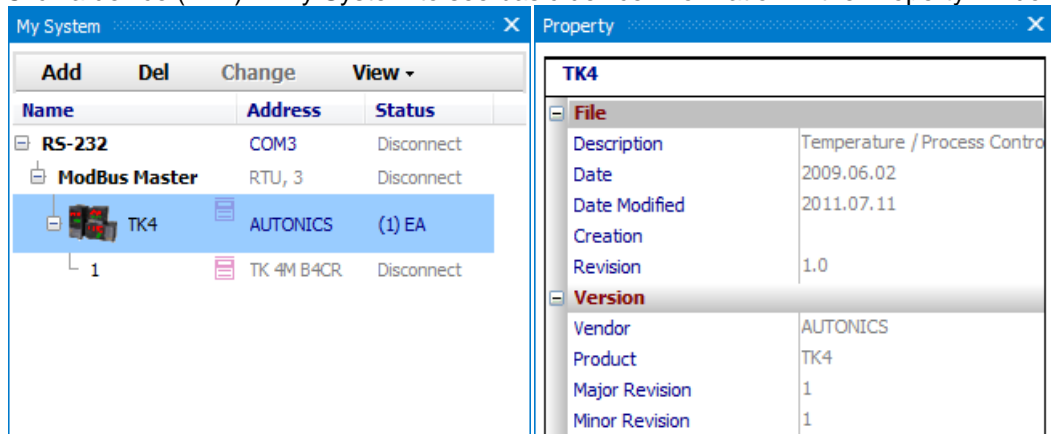 My System
Add Del Change View
Name Address Status
RS-232 COM3 Disconnect
ModBus Master RTU, 3 Disconnect
TK4 AUTONICS (1) EA
1 TK 4M B4CR Disconnect
Property
TK4
File
Description Temperature / Process Contro
Date 2009.06.02
Date Modified 2011.07.11
Creation
Revision 1.0
Version
Vendor AUTONICS
Product TK4
Major Revision 1
Minor Revision 1